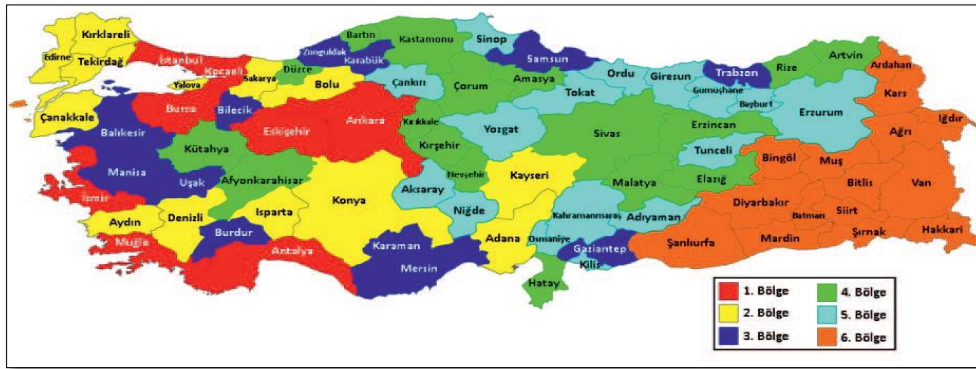 Kırklareli
Edirne
Tekirdağ
İstanbul
Kocaeli
Yalova
Sakarya
Düzce
Zonguldak
Bartın
Karabük
Kastamonu
Sinop
Samsun
Bolu
Çankırı
Çorum
Amasya
Tokat
Ordu
Giresun
Trabzon
Gümüşhane
Bayburt
Rize
Artvin
Ardahan
Kars
Iğdır
Çanakkale
Balıkesir
Bursa
Bilecik
Eskişehir
Ankara
Kırıkkale
Yozgat
Sivas
Erzincan
Erzurum
Ağrı
Kütahya
Kırşehir
Tunceli
Bingöl
Muş
Manisa
Uşak
Afyonkarahisar
Nevşehir
Kayseri
Malatya
Elazığ
Bitlis
Van
İzmir
Aydın
Denizli
Isparta
Konya
Aksaray
Niğde
Kahramanmaraş
Adıyaman
Diyarbakır
Batman
Siirt
Muğla
Burdur
Antalya
Karaman
Mersin
Adana
Osmaniye
Gaziantep
Kilis
Şanlıurfa
Mardin
Şırnak
Hakkari
Hatay
1. Bölge
2. Bölge
3. Bölge
4. Bölge
5. Bölge
6. Bölge